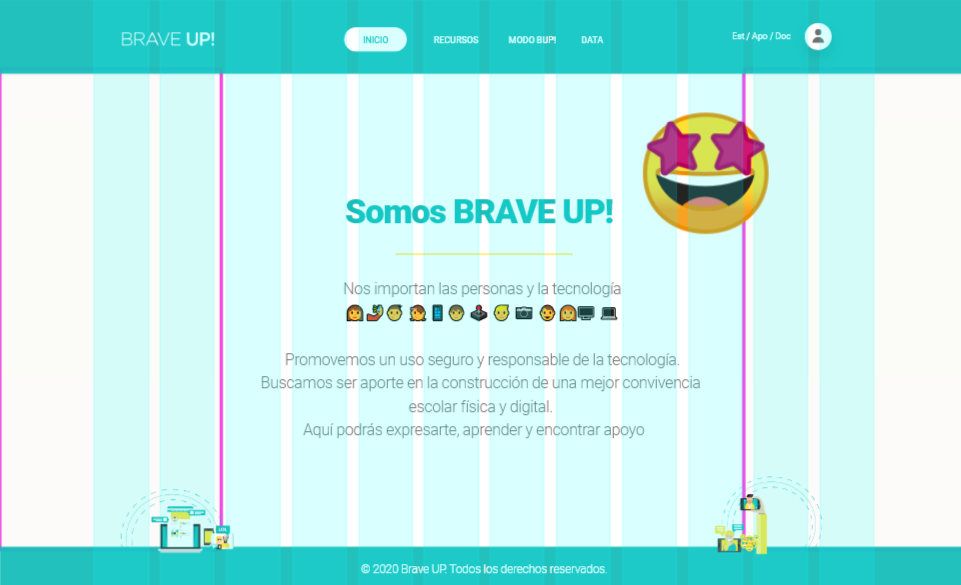 BRAVE UP!
INICIO
RECURSOS
MODO BUP!
DATA
Est / Apo / Doc
Somos BRAVE UP!
Nos importan las personas y la tecnología
Promovemos un uso seguro y responsable de la tecnología.
Buscamos ser aporte en la construcción de una mejor convivencia
escolar física y digital.
Aquí podrás expresarte, aprender y encontrar apoyo
© 2020 Brave UP. Todos los derechos reservados.